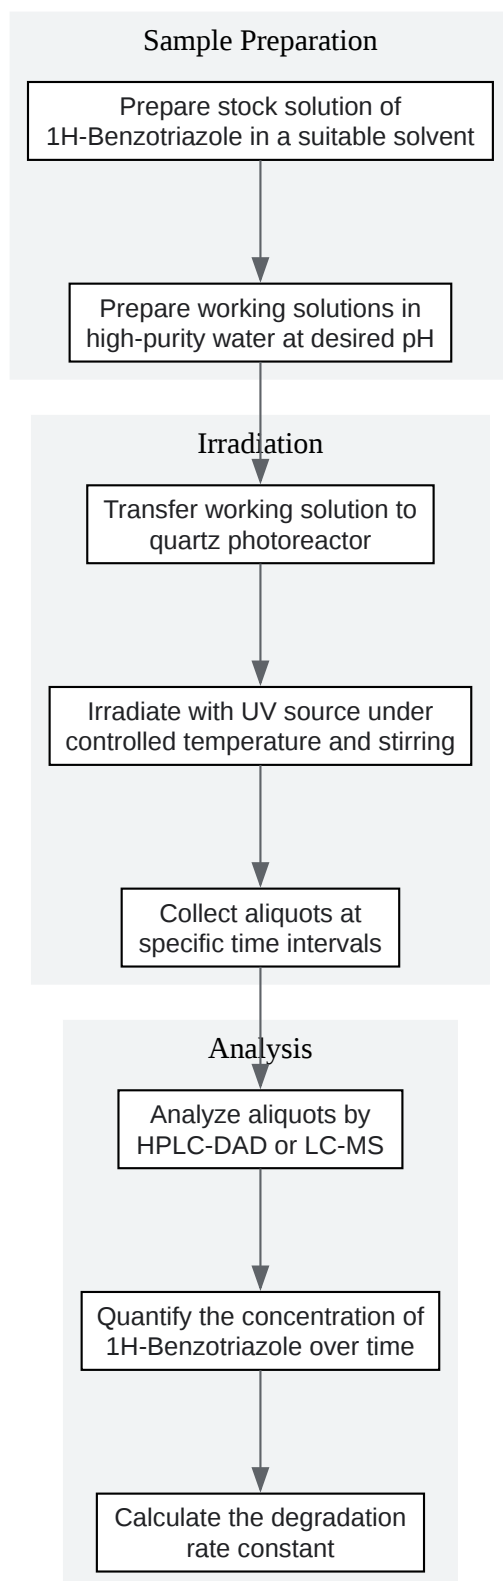 Sample Preparation
Prepare stock solution of
1H-Benzotriazole in a suitable solvent
Prepare working solutions in
high-purity water at desired pH
Irradiation
Transfer working solution to
quartz photoreactor
Irradiate with UV source under
controlled temperature and stirring
Collect aliquots at
specific time intervals
Analysis
Analyze aliquots by
HPLC-DAD or LC-MS
Quantify the concentration of
1H-Benzotriazole over time
Calculate the degradation
rate constant